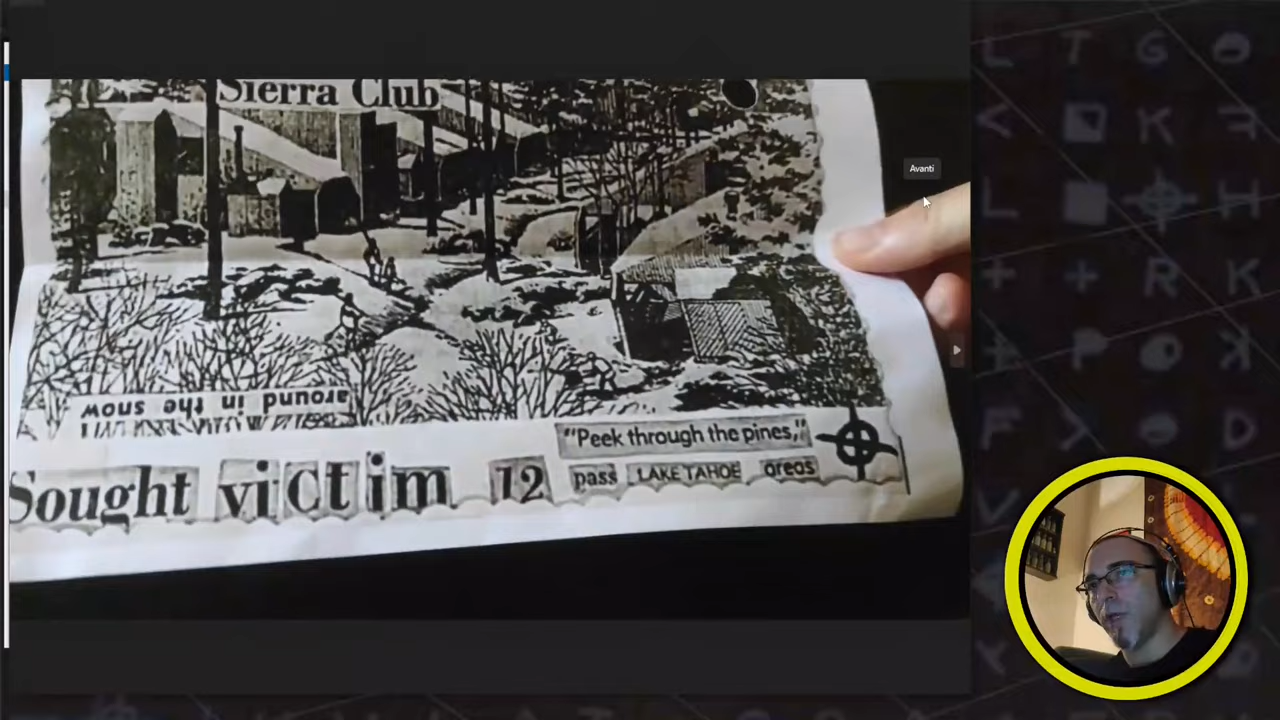 Sierra Club
Avanti
around in the snow
"Peek through the pines,"
Sought victim 12
pass LAKE TAHOE areas
L T G
K
L H
+ + R K
P
F D